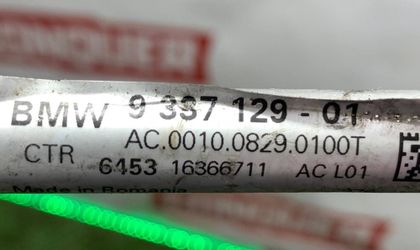 BMW 9 337 129 - 01
AC.0010.0829.0100T
CTR 6453 16366711 AC L01
Made in Romania